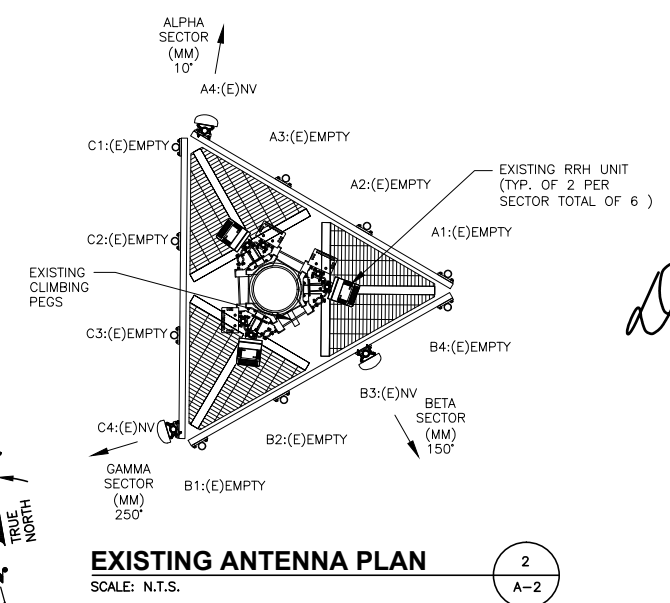 ALPHA
SECTOR
(MM)
10°
A4:(E)NV
C1:(E)EMPTY
A3:(E)EMPTY
EXISTING RRH UNIT
(TYP. OF 2 PER
SECTOR TOTAL OF 6 )
A2:(E)EMPTY
A1:(E)EMPTY
C2:(E)EMPTY
EXISTING
CLIMBING
PEGS
C3:(E)EMPTY
B4:(E)EMPTY
B3:(E)NV
BETA
SECTOR
(MM)
150°
C4:(E)NV
B2:(E)EMPTY
GAMMA
SECTOR
(MM)
250°
B1:(E)EMPTY
TRUE
NORTH
EXISTING ANTENNA PLAN
SCALE: N.T.S.
2
A-2